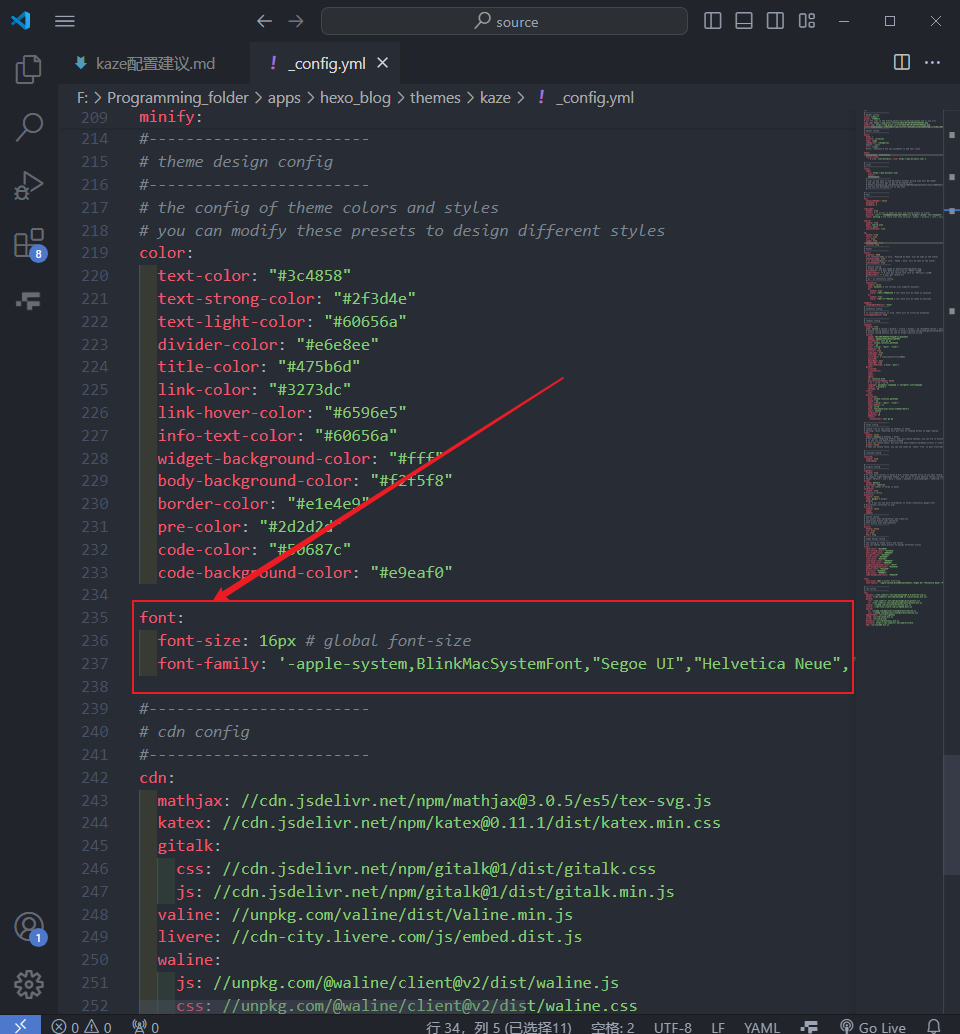 source
kaze配置建议.md
! _config.yml
F: > Programming_folder > apps > hexo_blog > themes > kaze > ! _config.yml
209 minify:
214 #------------------------
215 # theme design config
216 #------------------------
217 # the config of theme colors and styles
218 # you can modify these presets to design different styles
219 color:
220 text-color: "#3c4858"
221 text-strong-color: "#2f3d4e"
222 text-light-color: "#60656a"
223 divider-color: "#e6e8ee"
224 title-color: "#475b6d"
225 link-color: "#3273dc"
226 link-hover-color: "#6596e5"
227 info-text-color: "#60656a"
228 widget-background-color: "#fff"
229 body-background-color: "#f2f5f8"
230 border-color: "#e1e4e9"
231 pre-color: "#2d2d2d"
232 code-color: "#50687c"
233 code-background-color: "#e9eaf0"
234
235 font:
236 font-size: 16px # global font-size
237 font-family: '-apple-system,BlinkMacSystemFont,"Segoe UI","Helvetica Neue",
238
239 #------------------------
240 # cdn config
241 #------------------------
242 cdn:
243 mathjax: //cdn.jsdelivr.net/npm/mathjax@3.0.5/es5/tex-svg.js
244 katex: //cdn.jsdelivr.net/npm/katex@0.11.1/dist/katex.min.css
245 gitalk:
246 css: //cdn.jsdelivr.net/npm/gitalk@1/dist/gitalk.css
247 js: //cdn.jsdelivr.net/npm/gitalk@1/dist/gitalk.min.js
248 valine: //unpkg.com/valine/dist/Valine.min.js
249 livere: //cdn-city.livere.com/js/embed.dist.js
250 waline:
251 js: //unpkg.com/@waline/client@v2/dist/waline.js
252 css: //unpkg.com/@waline/client@v2/dist/waline.css
8
1
0 0 0 行 34，列 5 (已选择11) 空格: 2 UTF-8 LF YAML Go Live